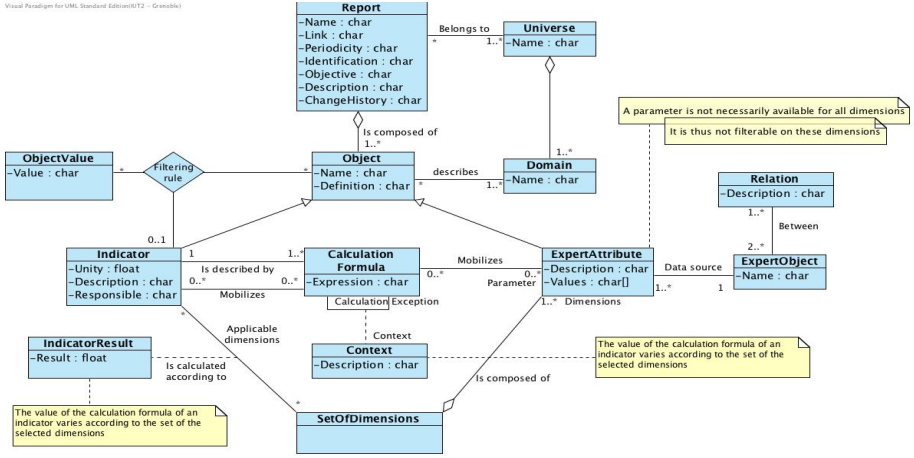 Visual Paradigm for UML Standard Edition(IUT2 - Grenoble)
Report
-Name : char
-Link : char
-Periodicity : char
-Identification : char
-Objective : char
-Description : char
-ChangeHistory : char
Belongs to
*
1..*
Universe
-Name : char
A parameter is not necessarily available for all dimensions
It is thus not filterable on these dimensions
Is composed of
1..*
1..*
ObjectValue
-Value : char
*
Filtering
rule
*
Object
-Name : char
-Definition : char
describes
*
1..*
Domain
-Name : char
Relation
-Description : char
1..*
Between
2..*
0..1
Indicator
-Unity : float
-Description : char
-Responsible : char
1
1..*
Is described by
0..*
0..*
Mobilizes
Calculation
Formula
-Expression : char
Mobilizes
0..*
0..*
Parameter
ExpertAttribute
-Description : char
-Values : char[]
Data source
1..*
1
ExpertObject
-Name : char
Calculation Exception
1..*
Dimensions
*
Applicable
dimensions
Context
IndicatorResult
-Result : float
Is calculated
according to
Context
-Description : char
The value of the calculation formula of an
indicator varies according to the set of the
selected dimensions
Is composed of
The value of the calculation formula of an
indicator varies according to the set of the
selected dimensions
*
SetOfDimensions